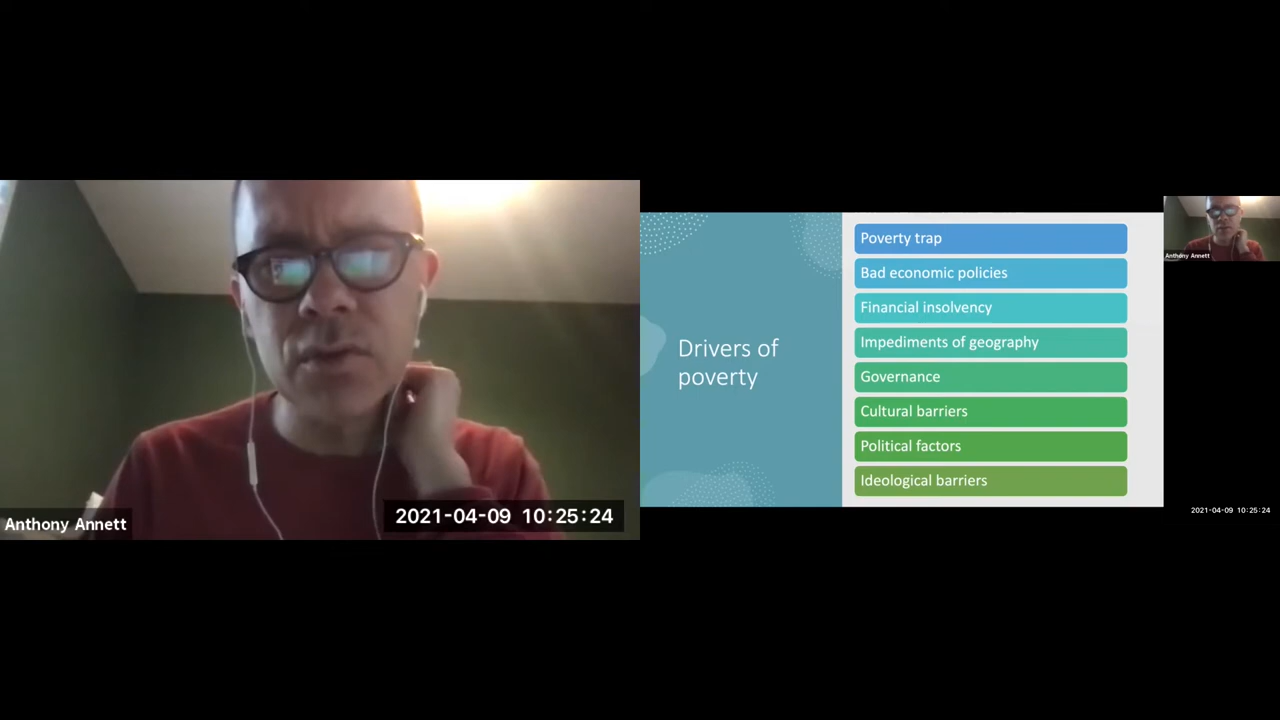 Anthony Annett
2021-04-09 10:25:24
Drivers of
poverty
Poverty trap
Bad economic policies
Financial insolvency
Impediments of geography
Governance
Cultural barriers
Political factors
Ideological barriers
Anthony Annett
2021-04-09 10:25:24